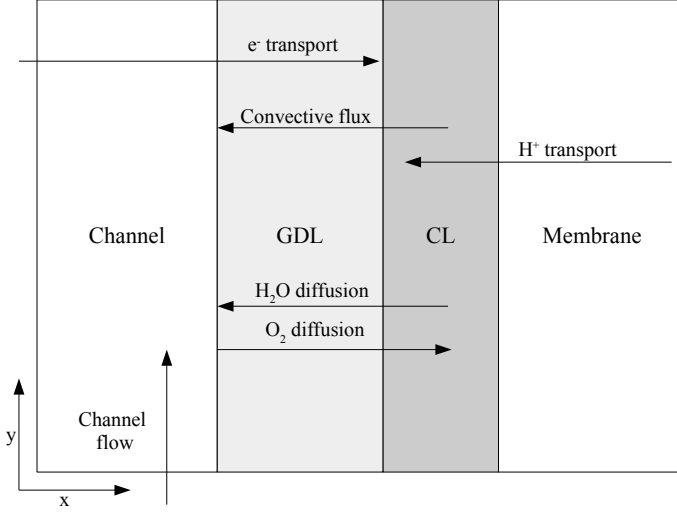 e⁻ transport
Convective flux
H⁺ transport
Channel
GDL
CL
Membrane
H₂O diffusion
O₂ diffusion
Channel
flow
y
x